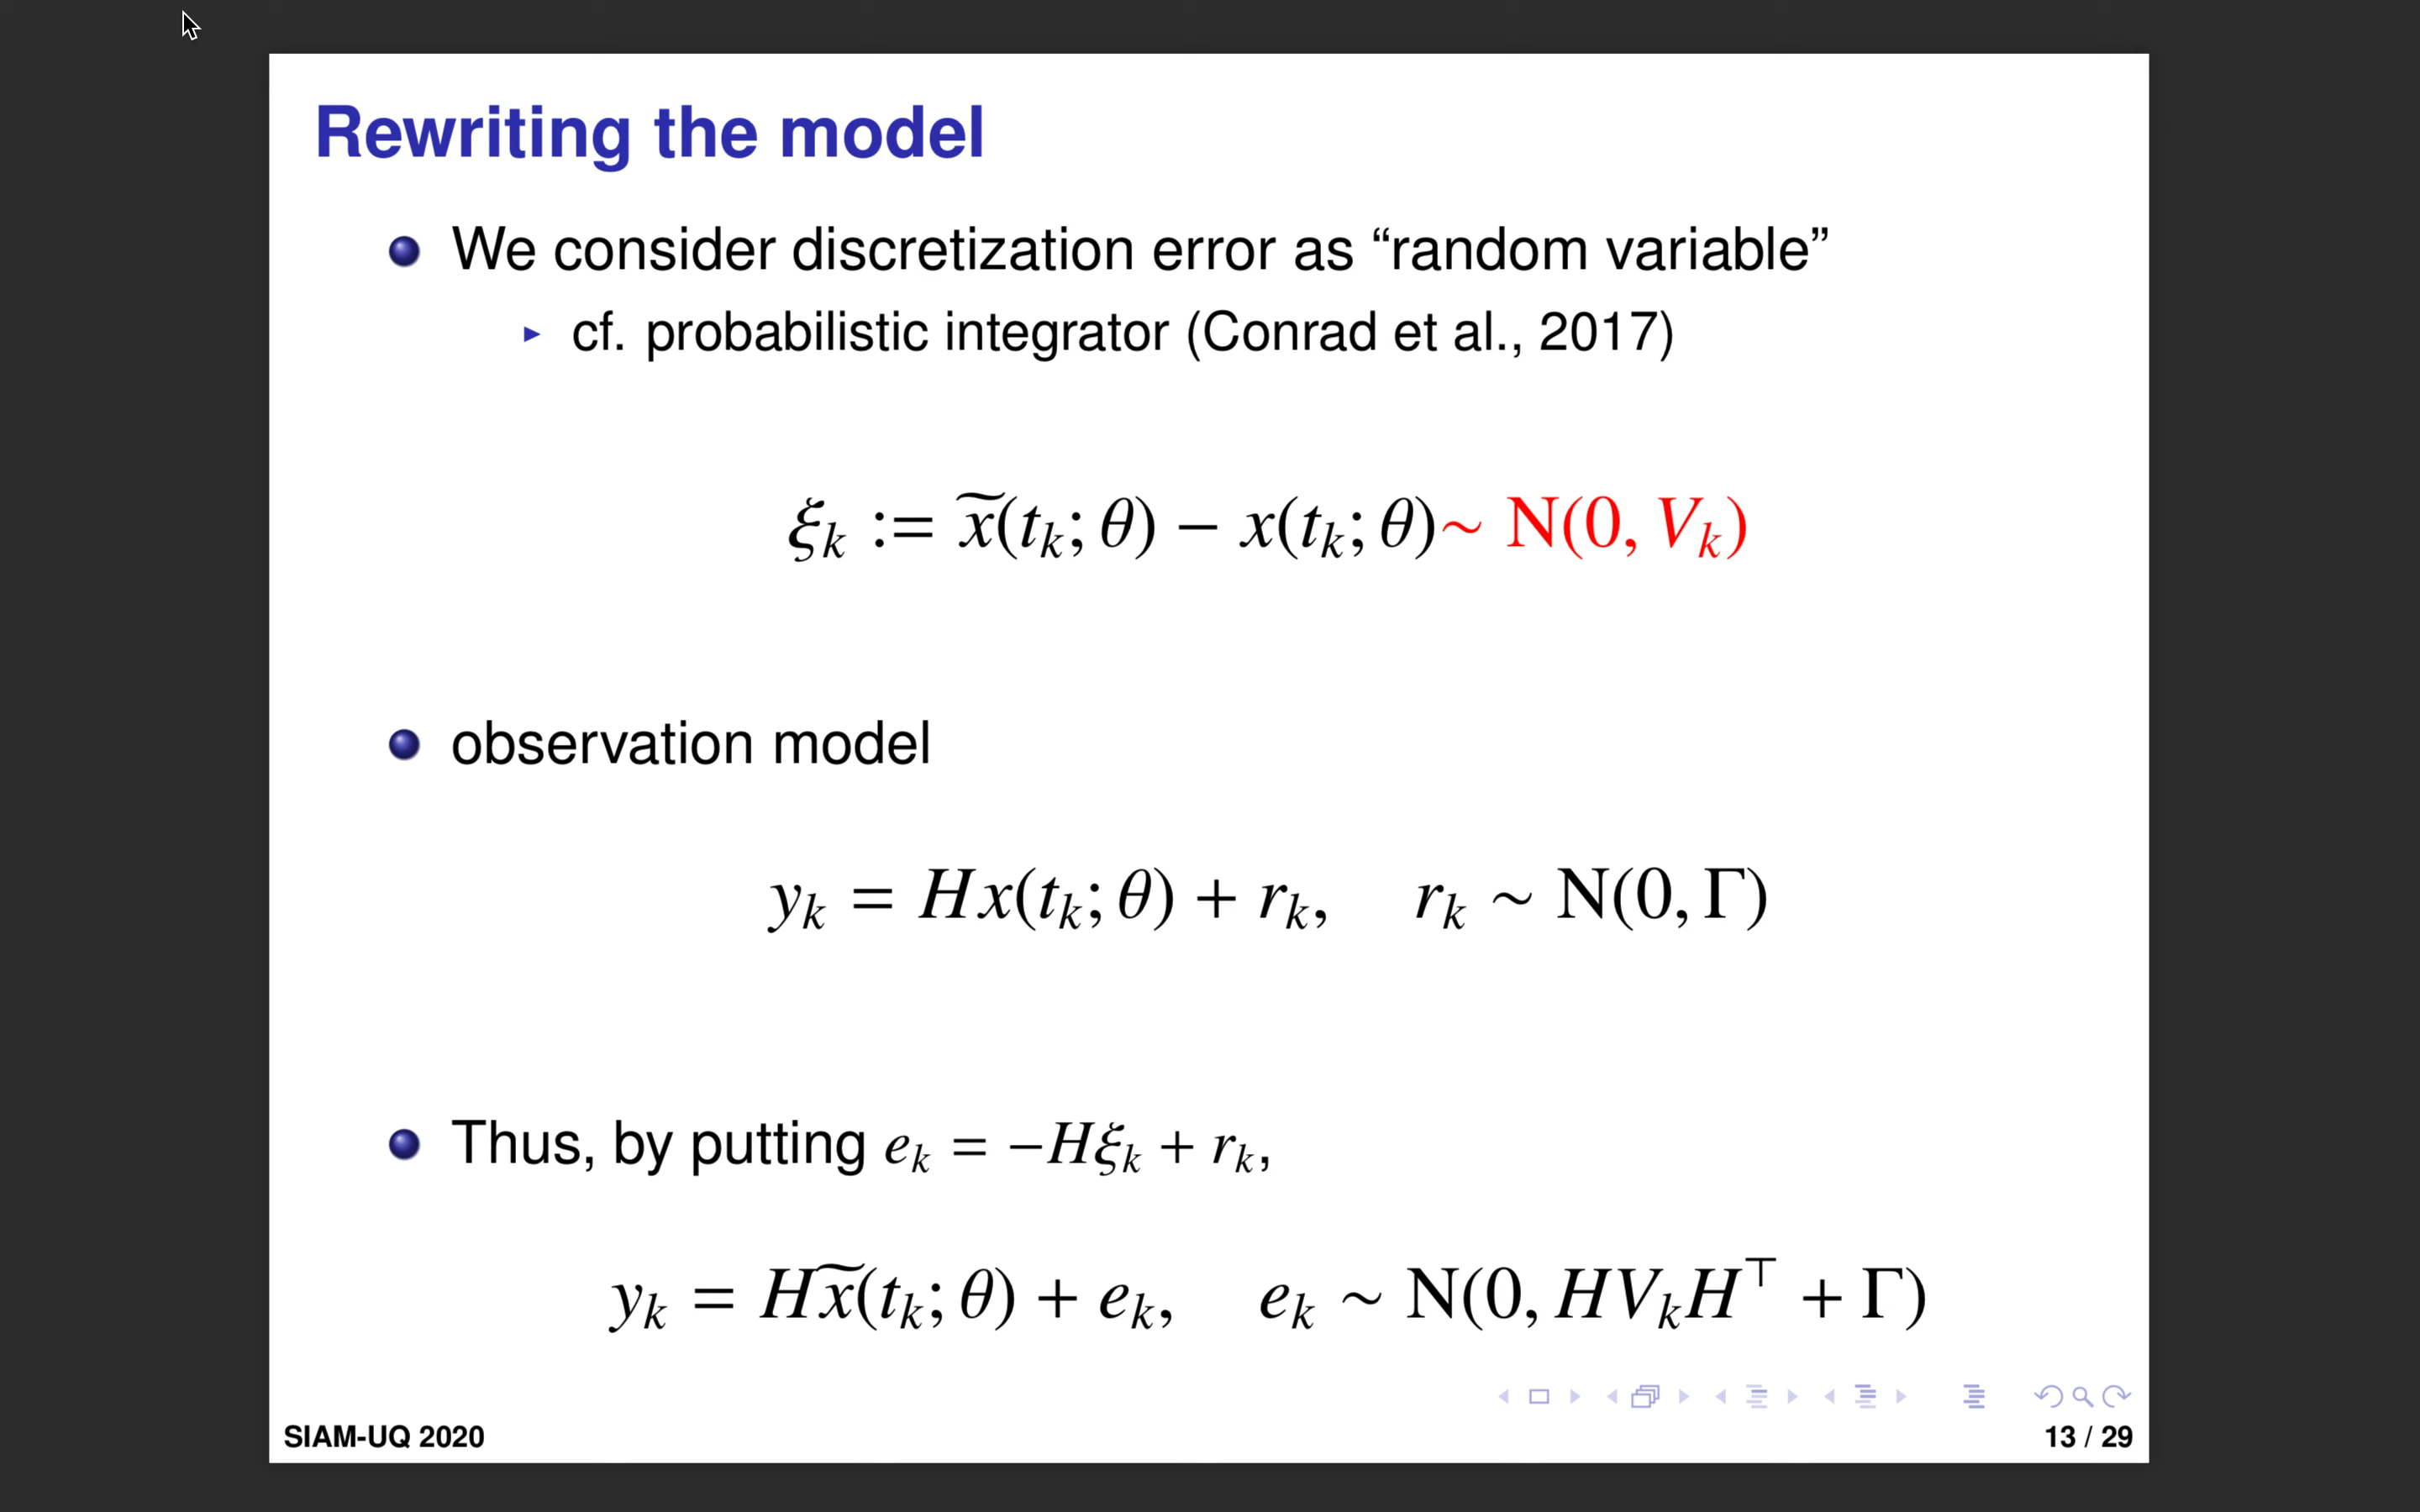 Rewriting the model
We consider discretization error as “random variable”
cf. probabilistic integrator (Conrad et al., 2017)
ξ_k := x̃(t_k; θ) − x(t_k; θ) ∼ N(0, V_k)
observation model
y_k = Hx(t_k; θ) + r_k, r_k ∼ N(0, Γ)
Thus, by putting e_k = −Hξ_k + r_k,
y_k = Hx̃(t_k; θ) + e_k, e_k ∼ N(0, HV_kH^⊤ + Γ)
SIAM-UQ 2020
13 / 29